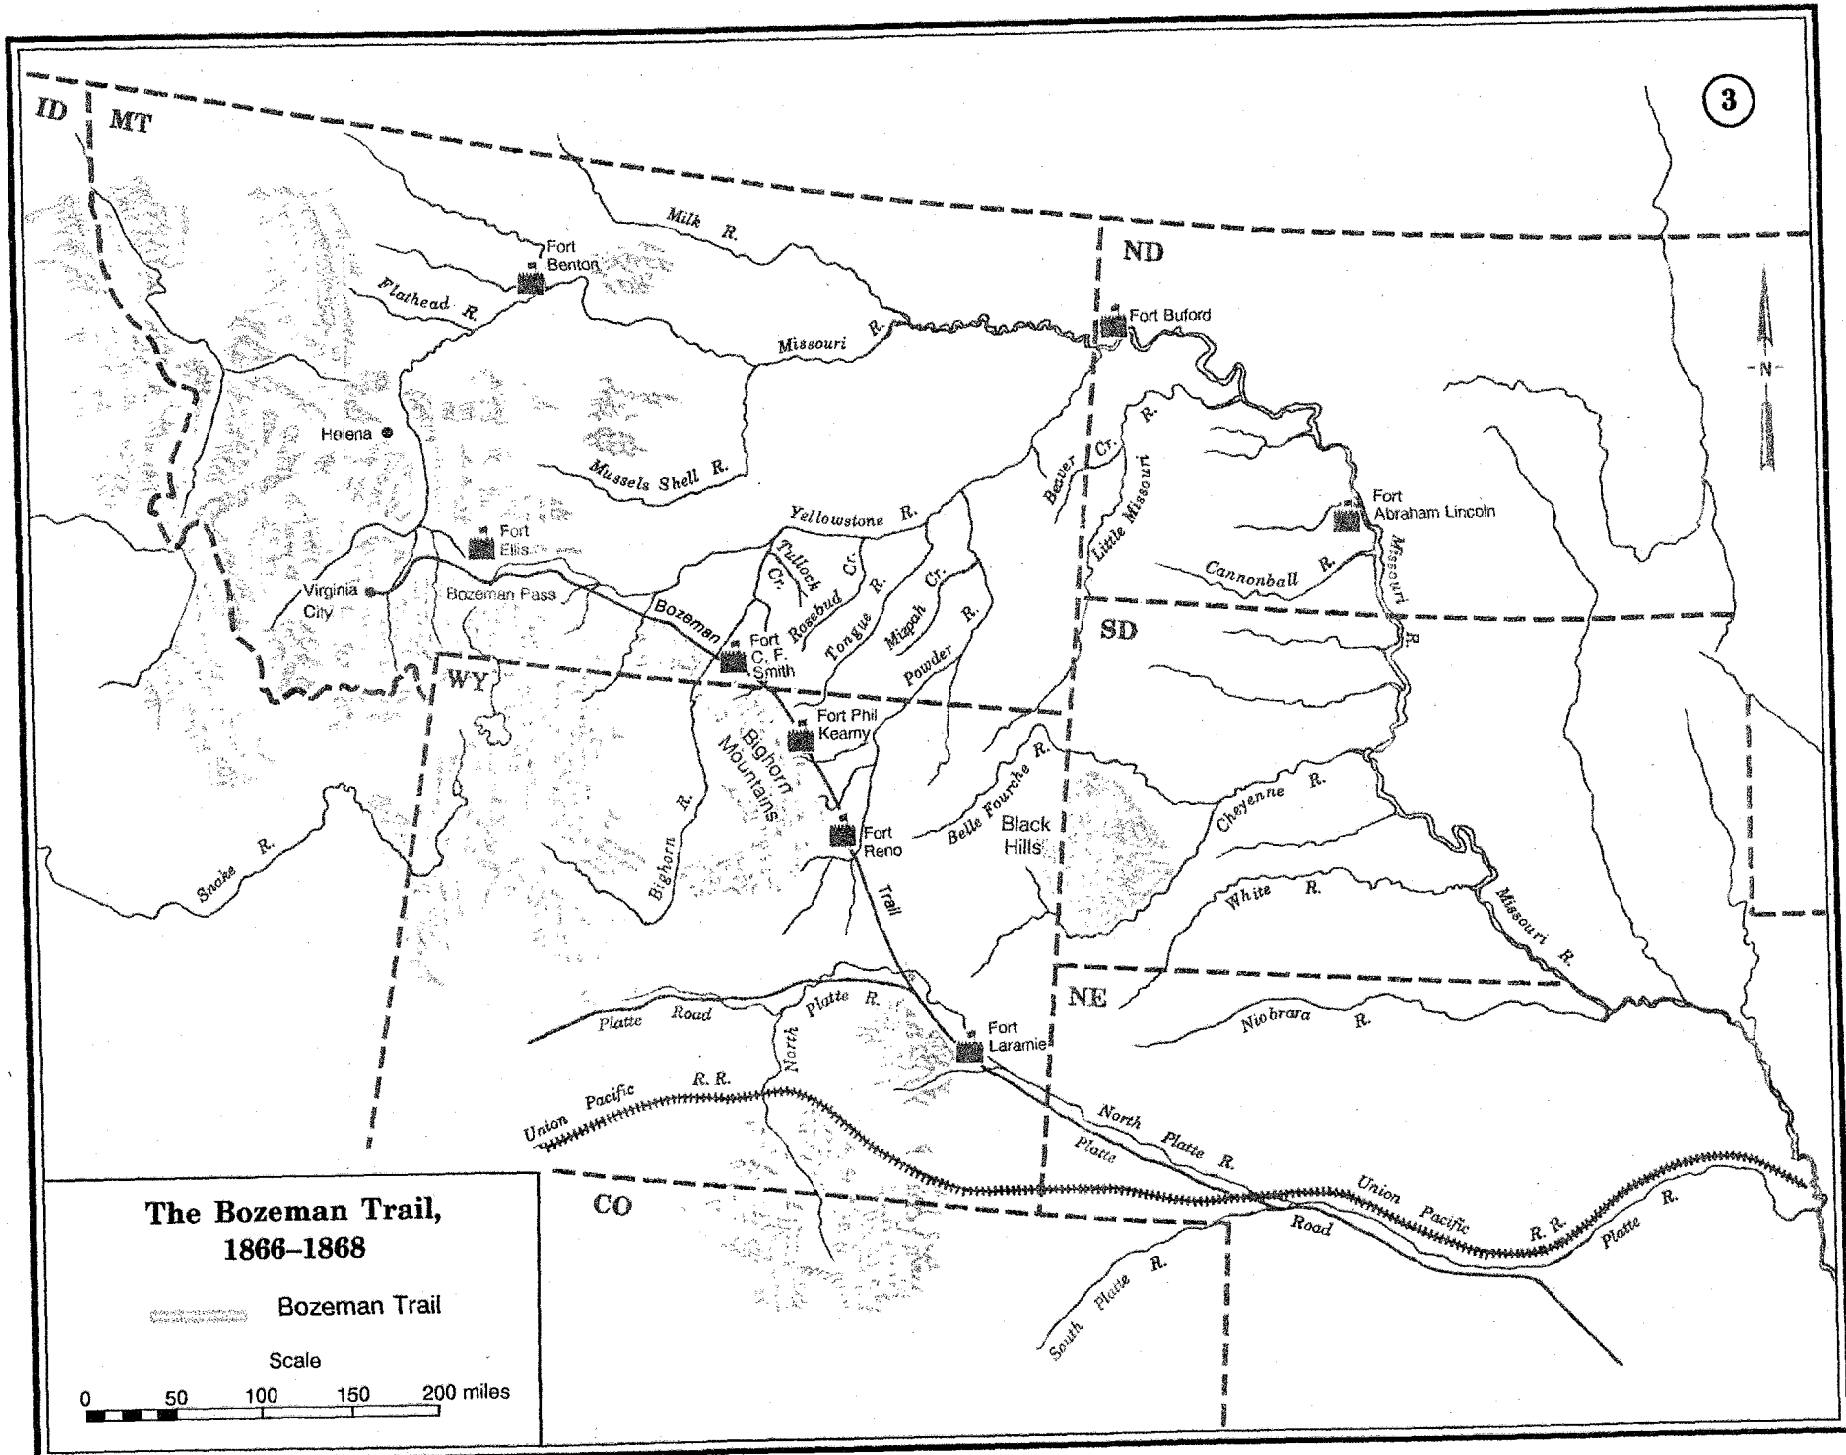 3
ID
MT
Milk R.
Fort
Benton
Flathead R.
ND
Fort Buford
Missouri R.
Helena
Mussels Shell R.
Beaver Cr.
Little Missouri R.
Fort
Abraham Lincoln
N
Yellowstone R.
Fort
Ellis
Tullock
Cr.
Rosebud Cr.
Tongue R.
Mizpah Cr.
Powder R.
Cannonball R.
Missouri
R.
Virginia
City
Bozeman Pass
Bozeman
Fort
C. F.
Smith
SD
WY
Fort Phil
Kearny
Bighorn
Mountains
Belle Fourche R.
Cheyenne R.
Snake R.
Bighorn R.
Fort
Reno
Black
Hills
Trail
White R.
Missouri R.
NE
Platte Road
North Platte R.
Niobrara R.
Fort
Laramie
Union Pacific R. R.
North Platte R.
Platte
Road
Union Pacific R. R.
Platte R.
CO
South Platte R.
The Bozeman Trail,
1866–1868
Bozeman Trail
Scale
0 50 100 150 200 miles